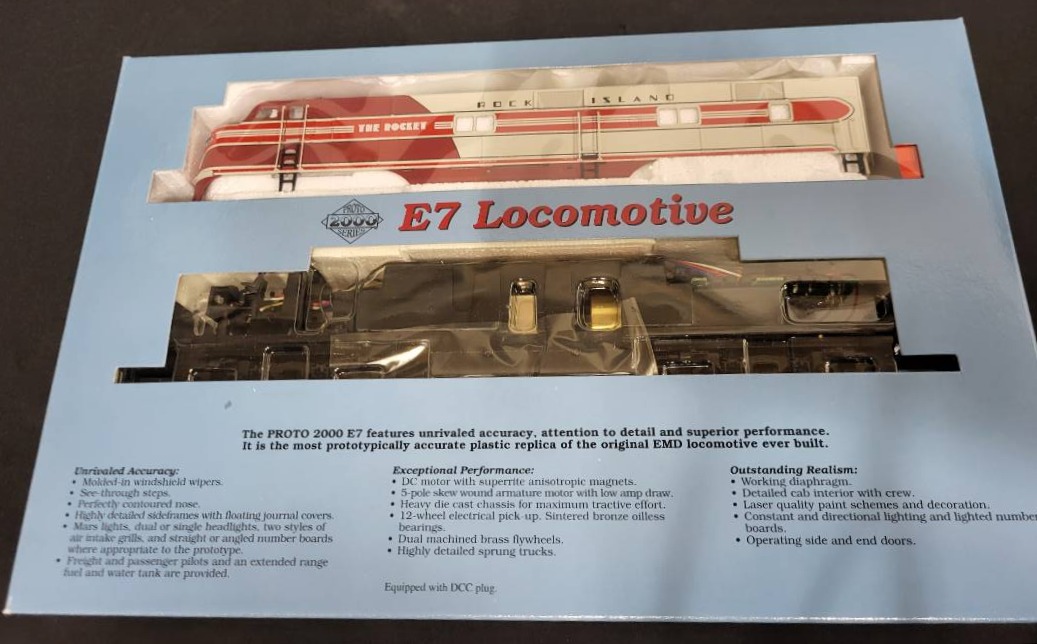 ROCK ISLAND
THE ROCKET
PROTO
2000
SERIES
E7 Locomotive
The PROTO 2000 E7 features unrivaled accuracy, attention to detail and superior performance.
It is the most prototypically accurate plastic replica of the original EMD locomotive ever built.
Unrivaled Accuracy:
• Molded-in windshield wipers.
• See-through steps.
• Perfectly contoured nose.
• Highly detailed sideframes with floating journal covers.
• Mars lights, dual or single headlights, two styles of
air intake grills, and straight or angled number boards
where appropriate to the prototype.
• Freight and passenger pilots and an extended range
fuel and water tank are provided.
Exceptional Performance:
• DC motor with superrite anisotropic magnets.
• 5-pole skew wound armature motor with low amp draw.
• Heavy die cast chassis for maximum tractive effort.
• 12-wheel electrical pick-up. Sintered bronze oilless
bearings.
• Dual machined brass flywheels.
• Highly detailed sprung trucks.
Equipped with DCC plug.
Outstanding Realism:
• Working diaphragm.
• Detailed cab interior with crew.
• Laser quality paint schemes and decoration.
• Constant and directional lighting and lighted number
boards.
• Operating side and end doors.